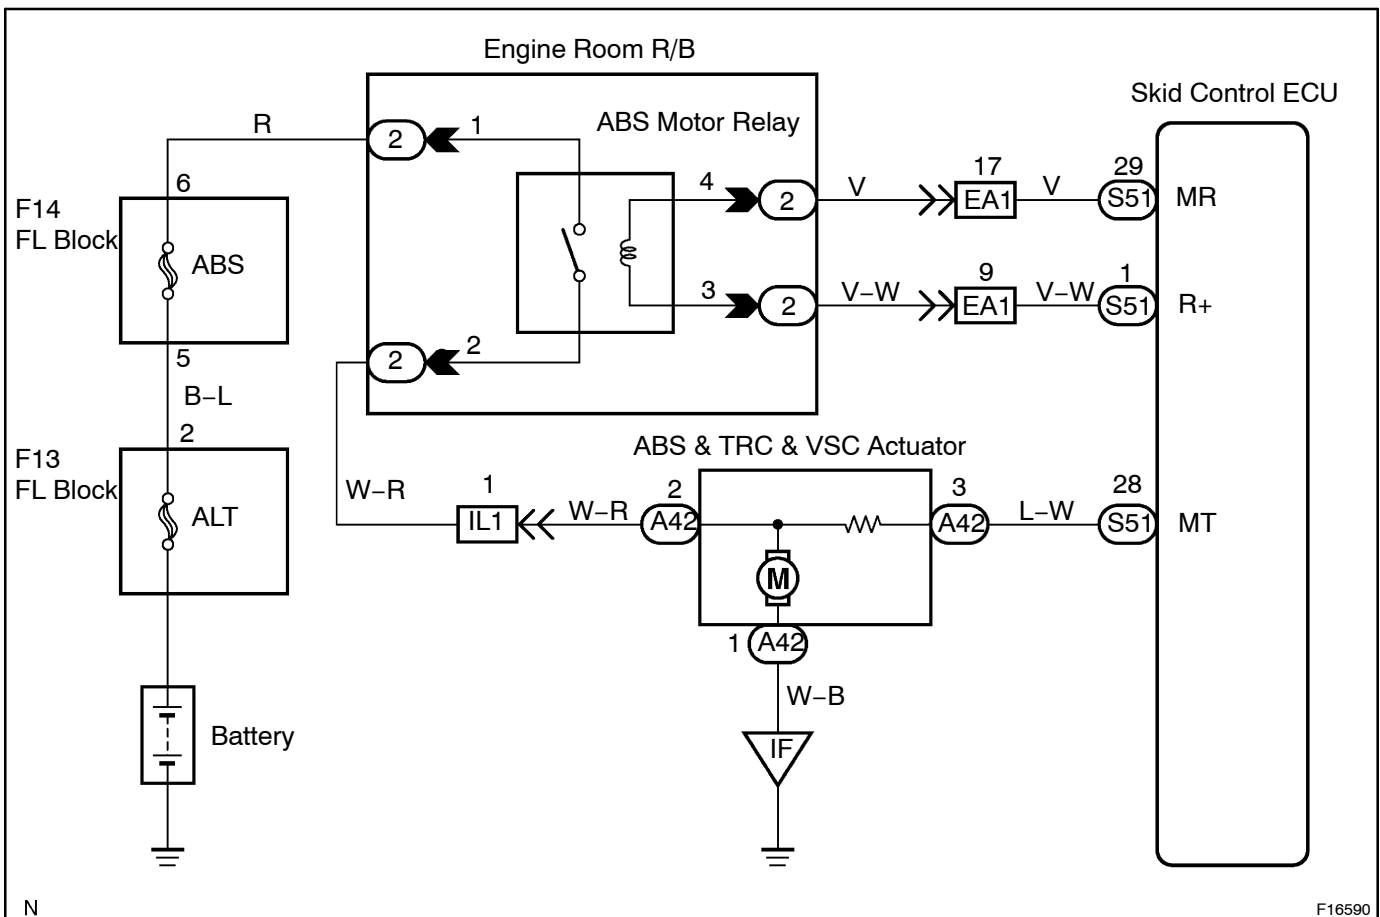 Engine Room R/B
Skid Control ECU
ABS Motor Relay
R
2
1
6
F14
FL Block
ABS
5
B–L
2
F13
FL Block
ALT
Battery
4
2
V
17
EA1
V
29
S51
MR
3
2
V–W
9
EA1
V–W
1
S51
R+
2
2
W–R
1
IL1
W–R
ABS & TRC & VSC Actuator
2
A42
3
A42
L–W
28
S51
MT
M
1
A42
W–B
IF
N
F16590